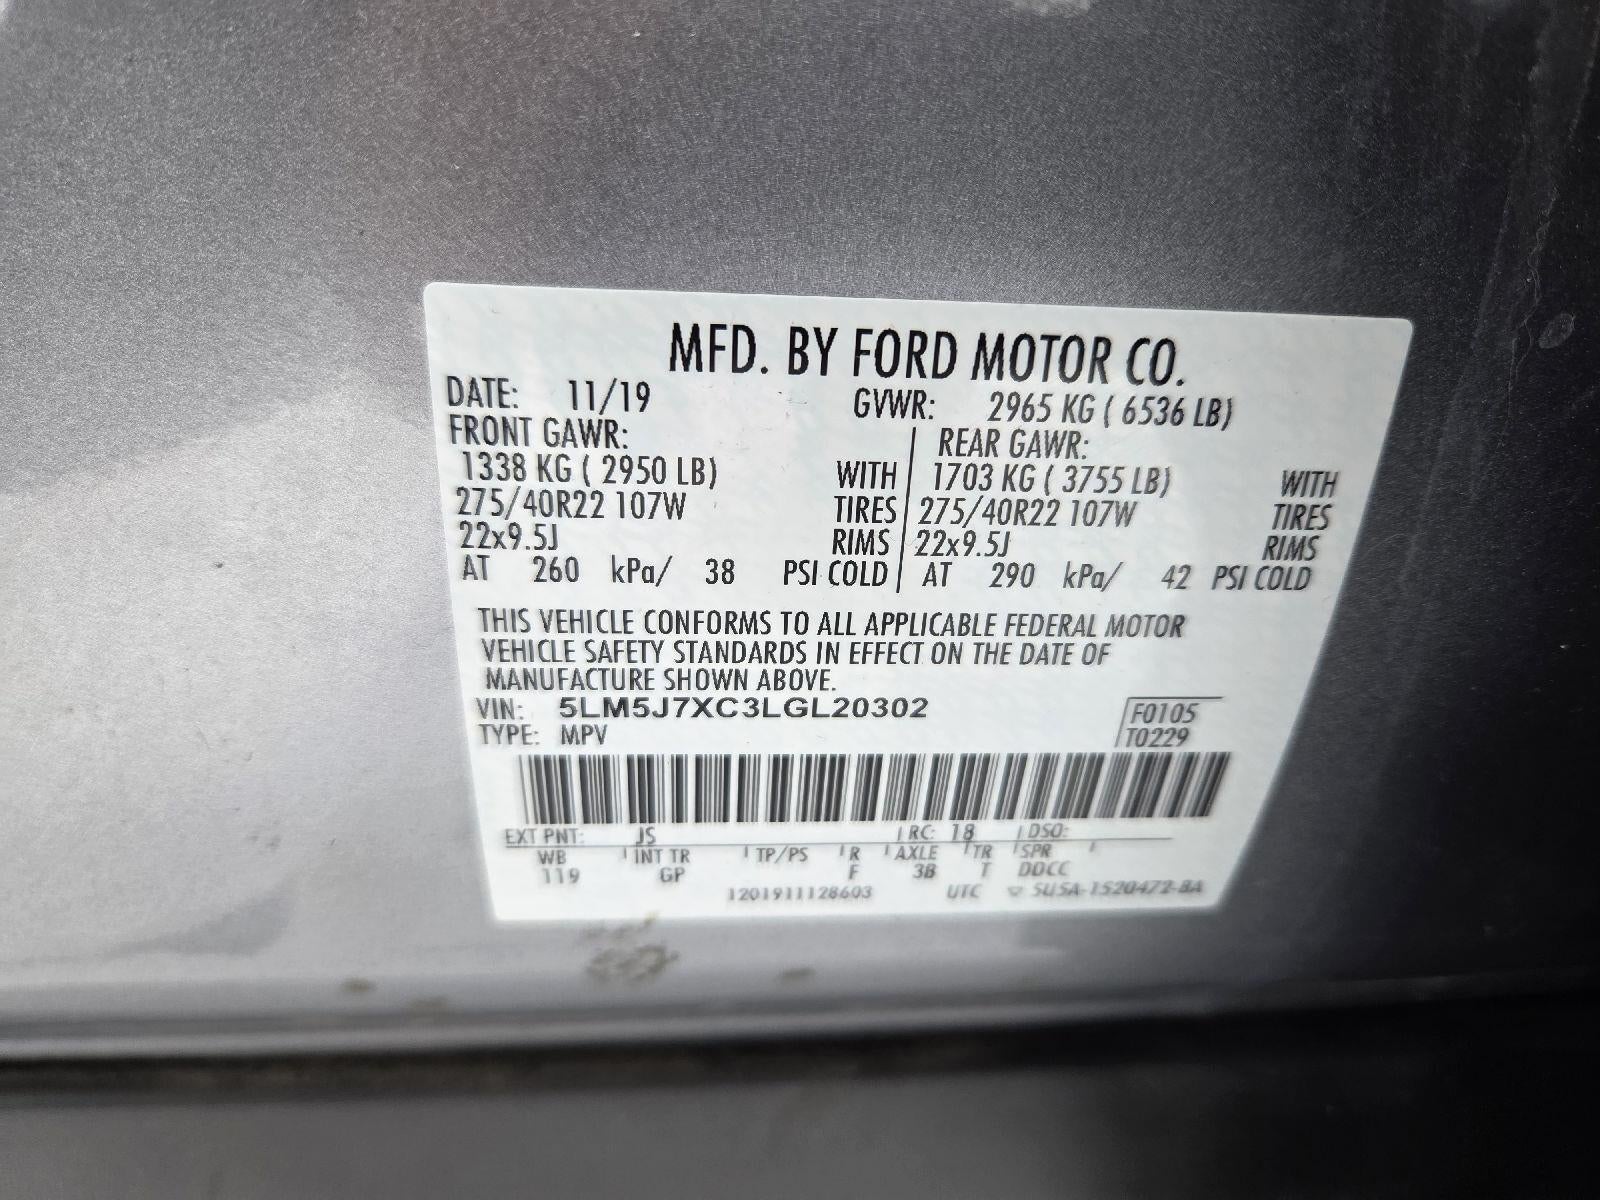 MFD. BY FORD MOTOR CO.
DATE: 11/19 GVWR: 2965 KG ( 6536 LB)
FRONT GAWR: REAR GAWR:
1338 KG ( 2950 LB) WITH 1703 KG ( 3755 LB) WITH
275/40R22 107W TIRES 275/40R22 107W TIRES
22x9.5J RIMS 22x9.5J RIMS
AT 260 kPa/ 38 PSI COLD AT 290 kPa/ 42 PSI COLD
THIS VEHICLE CONFORMS TO ALL APPLICABLE FEDERAL MOTOR
VEHICLE SAFETY STANDARDS IN EFFECT ON THE DATE OF
MANUFACTURE SHOWN ABOVE.
VIN: 5LM5J7XC3LGL20302 F0105
TYPE: MPV T0229
EXT PNT: JS RC: 18 DSO:
WB INT TR TP/PS R AXLE TR SPR
119 GP F 3B T DDCC
1201911128603 UTC 5U5A-1520472-BA